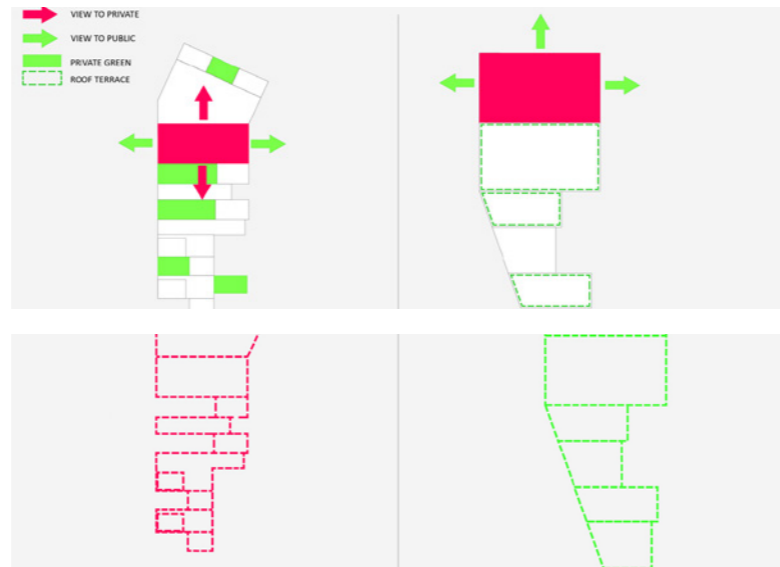 VIEW TO PRIVATE
VIEW TO PUBLIC
PRIVATE GREEN
ROOF TERRACE